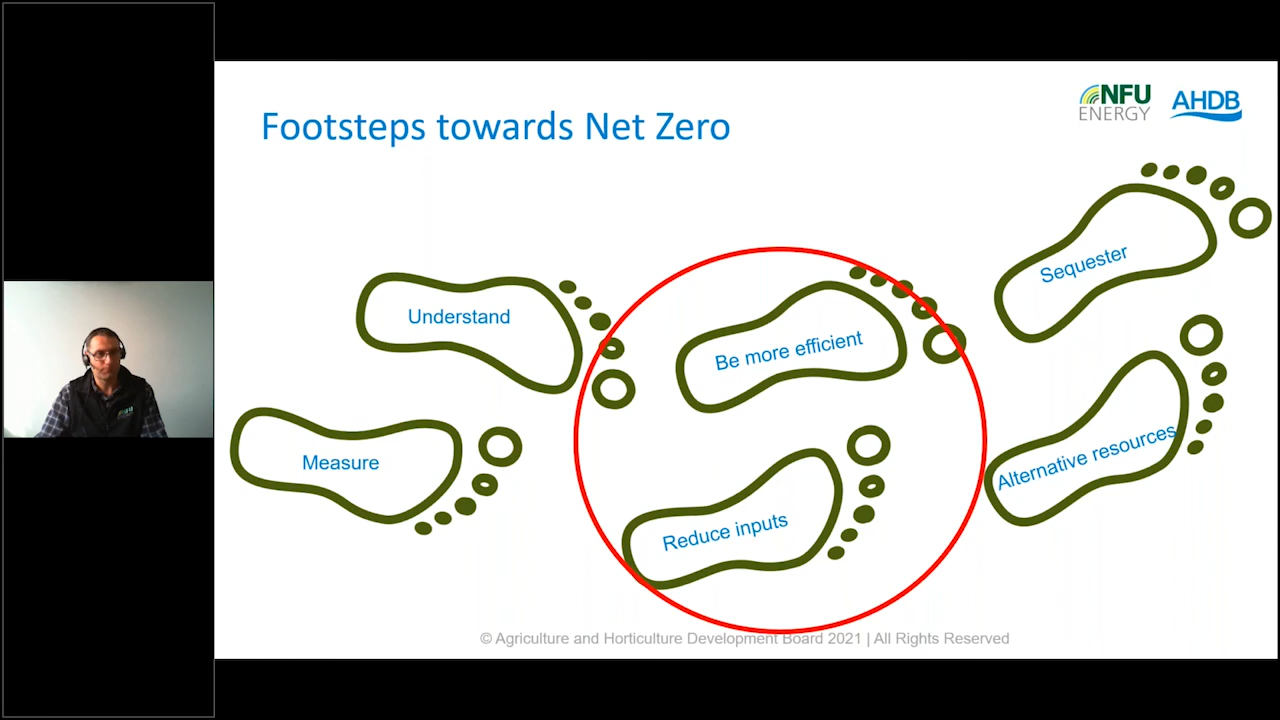 Footsteps towards Net Zero
NFU
ENERGY
AHDB
Sequester
Understand
Be more efficient
Measure
Alternative resources
Reduce inputs
© Agriculture and Horticulture Development Board 2021 | All Rights Reserved
NFU